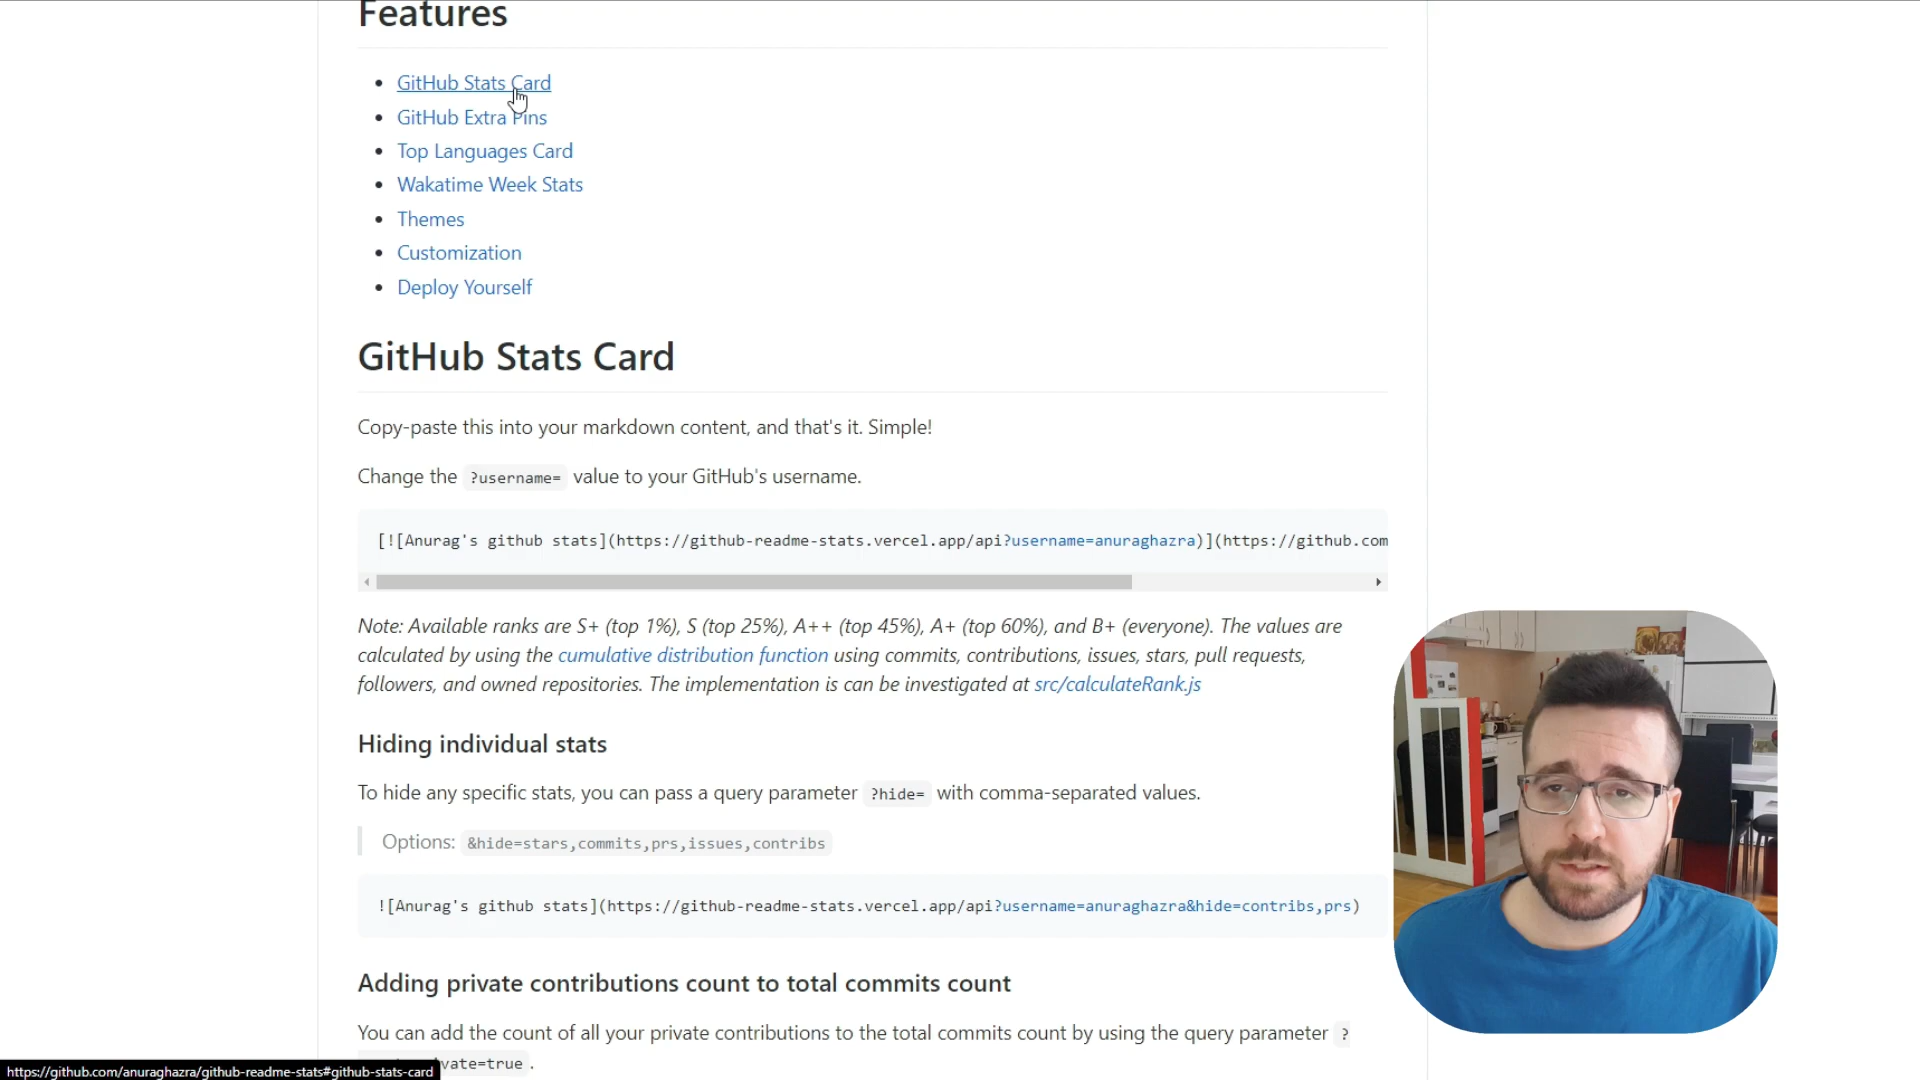 Features
GitHub Stats Card
GitHub Extra Pins
Top Languages Card
Wakatime Week Stats
Themes
Customization
Deploy Yourself
GitHub Stats Card
Copy-paste this into your markdown content, and that's it. Simple!
Change the ?username= value to your GitHub's username.
[![Anurag's github stats](https://github-readme-stats.vercel.app/api?username=anuraghazra)](https://github.com
Note: Available ranks are S+ (top 1%), S (top 25%), A++ (top 45%), A+ (top 60%), and B+ (everyone). The values are
calculated by using the cumulative distribution function using commits, contributions, issues, stars, pull requests,
followers, and owned repositories. The implementation is can be investigated at src/calculateRank.js
Hiding individual stats
To hide any specific stats, you can pass a query parameter ?hide= with comma-separated values.
Options: &hide=stars,commits,prs,issues,contribs
![Anurag's github stats](https://github-readme-stats.vercel.app/api?username=anuraghazra&hide=contribs,prs)
Adding private contributions count to total commits count
You can add the count of all your private contributions to the total commits count by using the query parameter ?
vate=true .
https://github.com/anuraghazra/github-readme-stats#github-stats-card